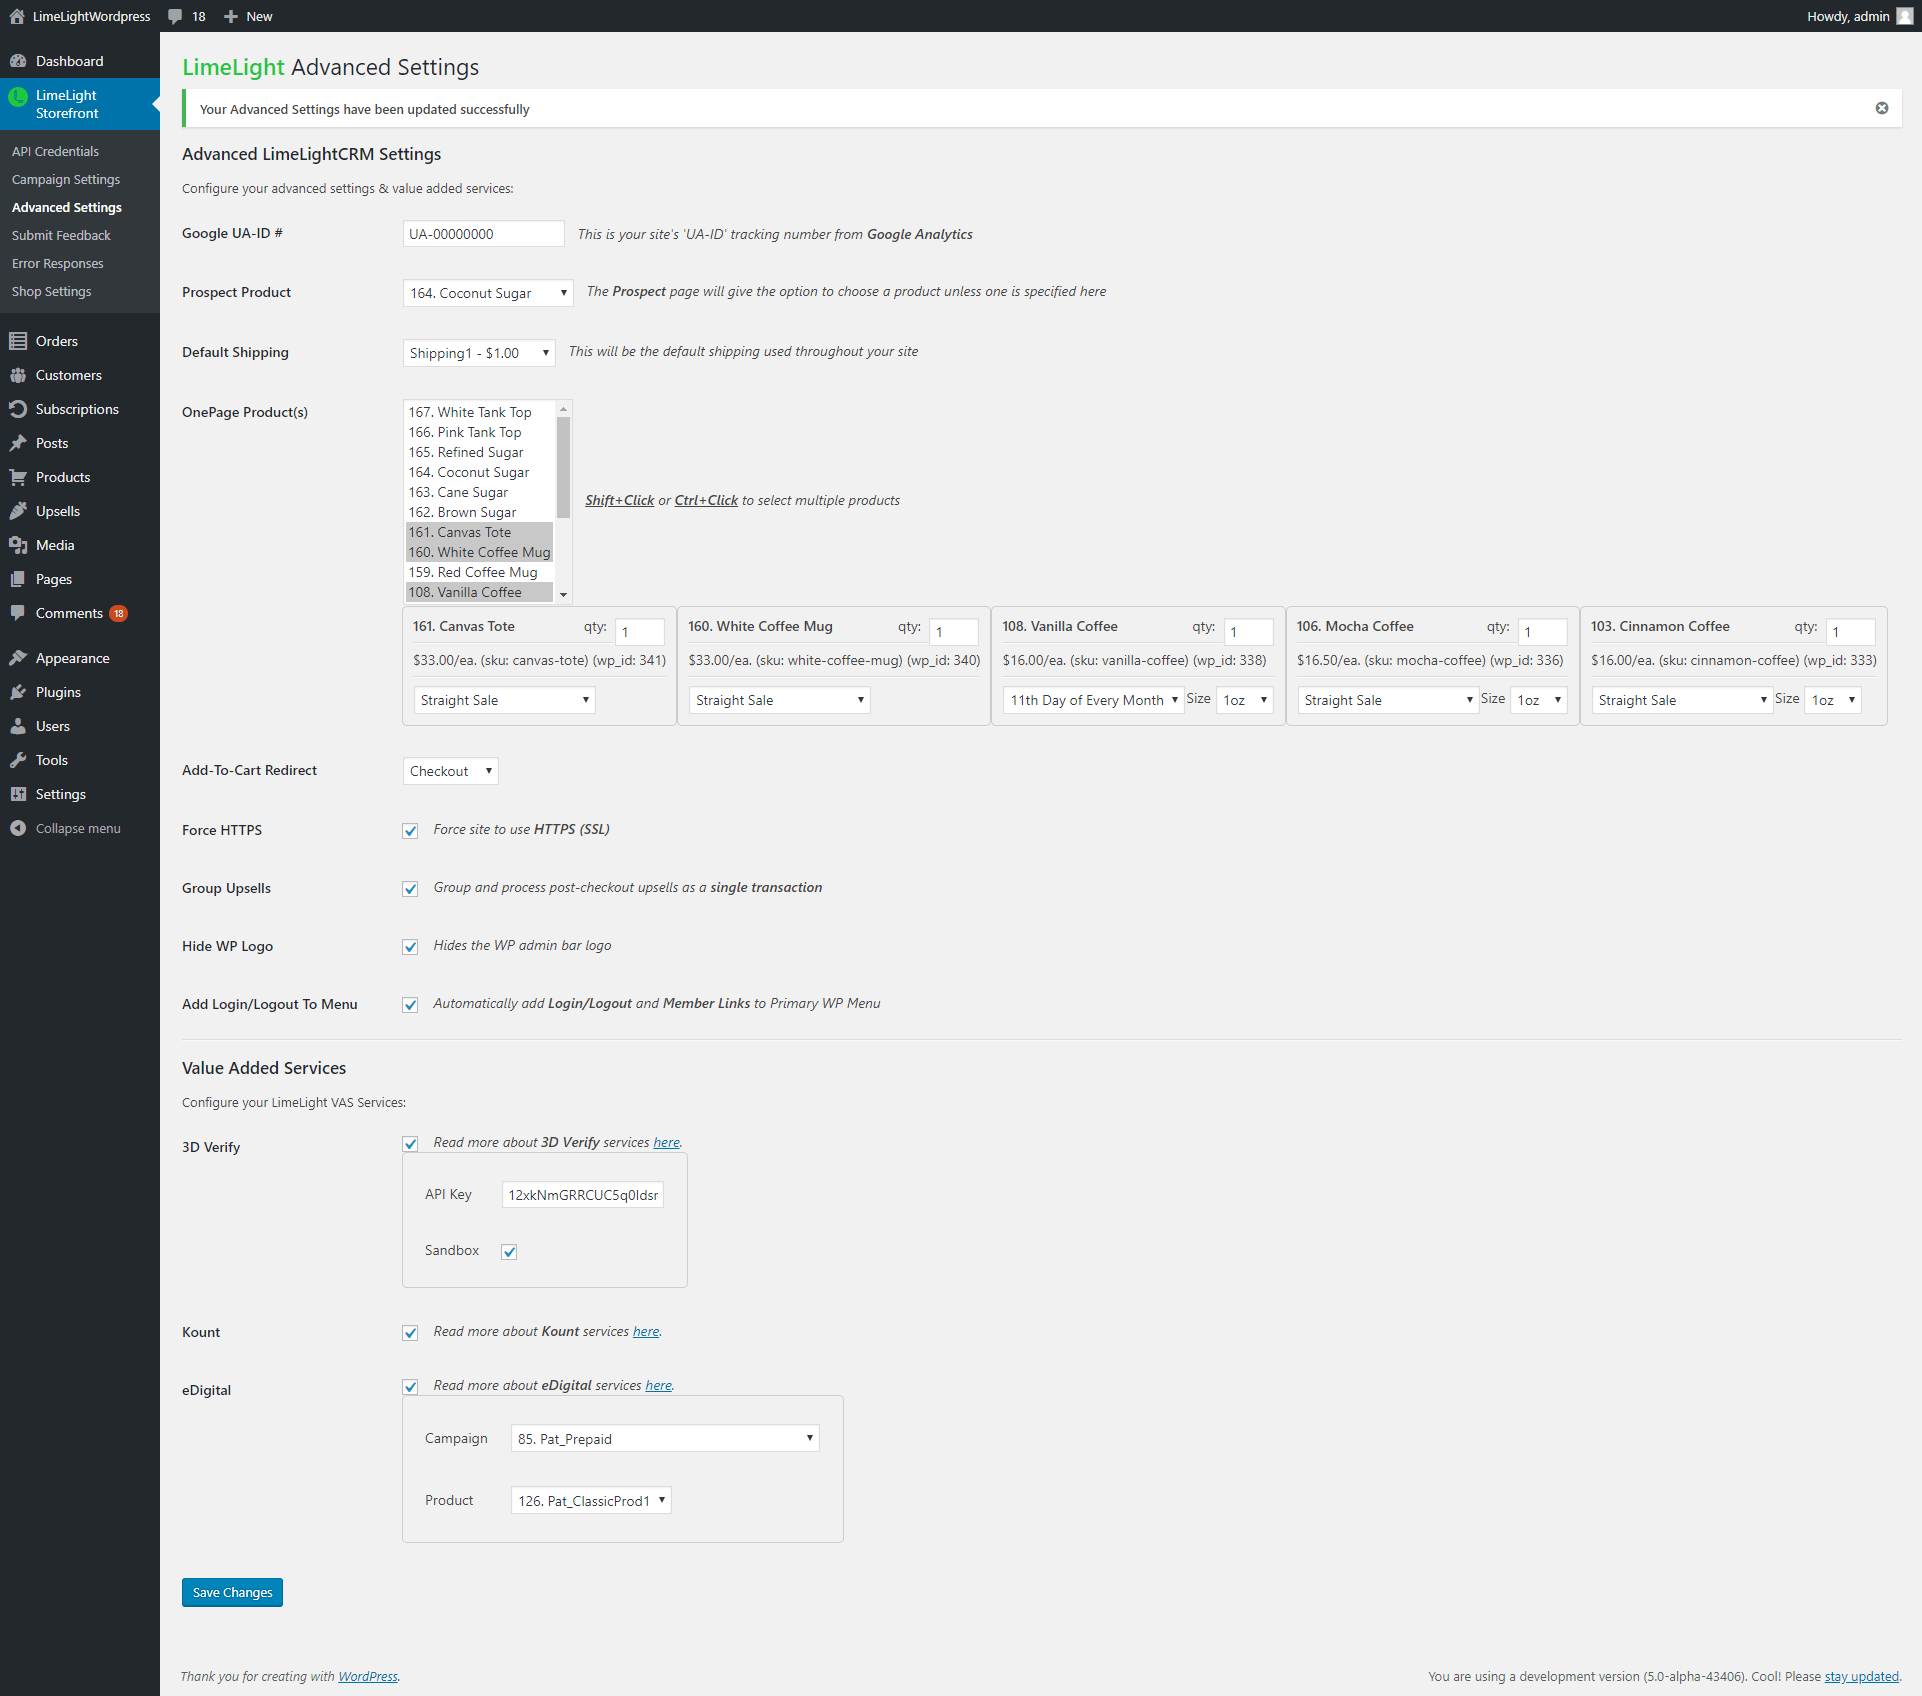 LimeLightWordpress 18 New Howdy, admin
Dashboard
LimeLight
Storefront
API Credentials
Campaign Settings
Advanced Settings
Submit Feedback
Error Responses
Shop Settings
Orders
Customers
Subscriptions
Posts
Products
Upsells
Media
Pages
Comments 18
Appearance
Plugins
Users
Tools
Settings
Collapse menu
LimeLight Advanced Settings
Your Advanced Settings have been updated successfully
Advanced LimeLightCRM Settings
Configure your advanced settings & value added services:
Google UA-ID # UA-00000000 This is your site's 'UA-ID' tracking number from Google Analytics
Prospect Product 164. Coconut Sugar The Prospect page will give the option to choose a product unless one is specified here
Default Shipping Shipping1 - $1.00 This will be the default shipping used throughout your site
OnePage Product(s)
167. White Tank Top
166. Pink Tank Top
165. Refined Sugar
164. Coconut Sugar
163. Cane Sugar
162. Brown Sugar
161. Canvas Tote
160. White Coffee Mug
159. Red Coffee Mug
108. Vanilla Coffee
Shift+Click or Ctrl+Click to select multiple products
161. Canvas Tote qty: 1
$33.00/ea. (sku: canvas-tote) (wp_id: 341)
Straight Sale
160. White Coffee Mug qty: 1
$33.00/ea. (sku: white-coffee-mug) (wp_id: 340)
Straight Sale
108. Vanilla Coffee qty: 1
$16.00/ea. (sku: vanilla-coffee) (wp_id: 338)
11th Day of Every Month Size 1oz
106. Mocha Coffee qty: 1
$16.50/ea. (sku: mocha-coffee) (wp_id: 336)
Straight Sale Size 1oz
103. Cinnamon Coffee qty: 1
$16.00/ea. (sku: cinnamon-coffee) (wp_id: 333)
Straight Sale Size 1oz
Add-To-Cart Redirect Checkout
Force HTTPS Force site to use HTTPS (SSL)
Group Upsells Group and process post-checkout upsells as a single transaction
Hide WP Logo Hides the WP admin bar logo
Add Login/Logout To Menu Automatically add Login/Logout and Member Links to Primary WP Menu
Value Added Services
Configure your LimeLight VAS Services:
3D Verify Read more about 3D Verify services here.
API Key
Sandbox
Kount Read more about Kount services here.
eDigital Read more about eDigital services here.
Campaign 85. Pat_Prepaid
Product 126. Pat_ClassicProd1
Save Changes
Thank you for creating with WordPress.
You are using a development version (5.0-alpha-43406). Cool! Please stay updated.